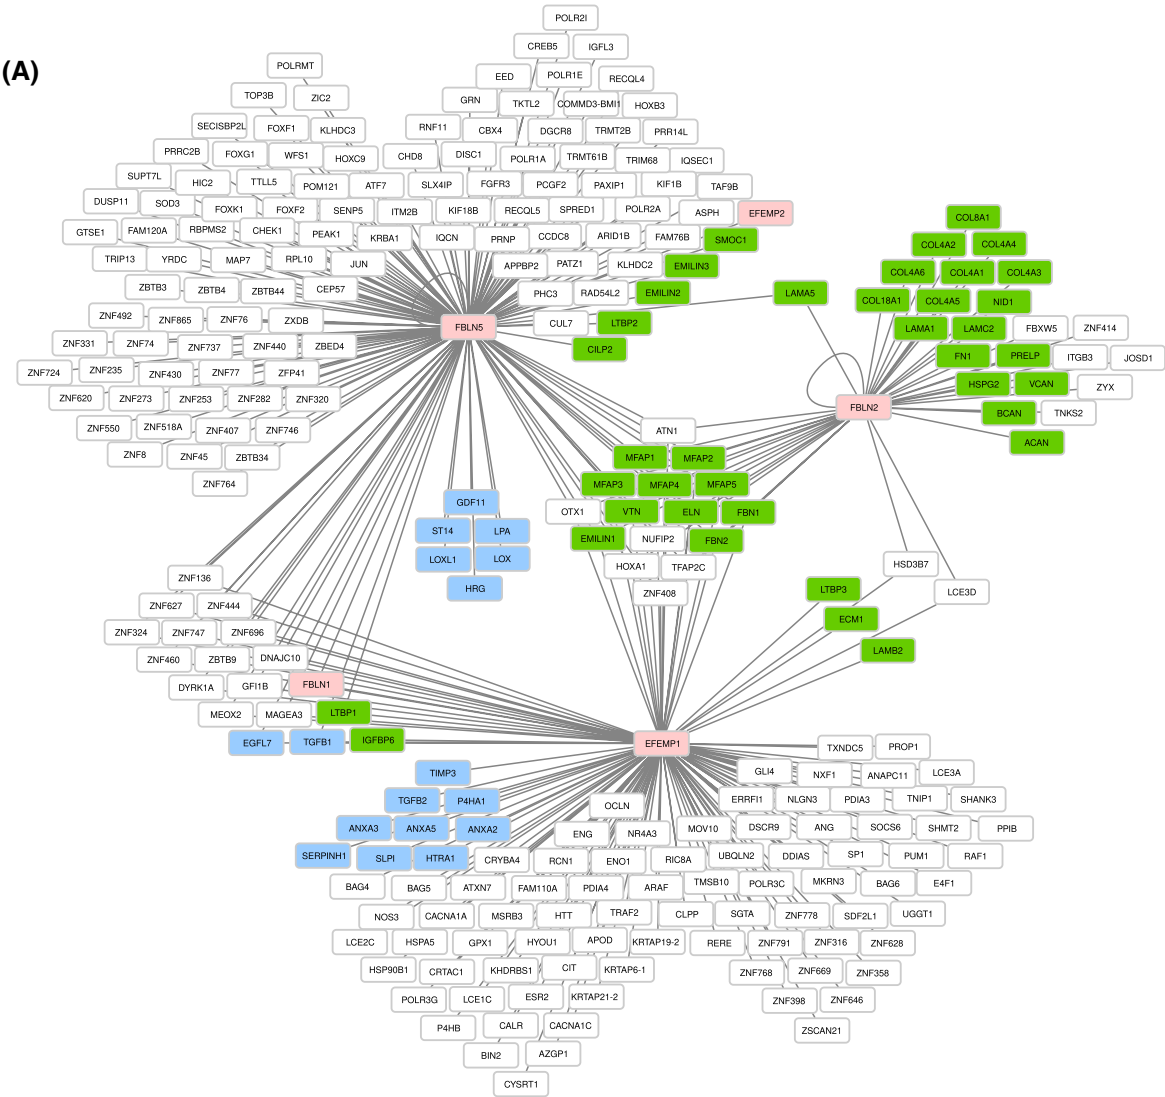 (A)
POLR2I
CREB5
IGFL3
POLRMT
EED
POLR1E
RECQL4
TOP3B
ZIC2
GRN
TKTL2
COMMD3-BMI1
HOXB3
SECISBP2L
FOXF1
KLHDC3
RNF11
CBX4
DGCR8
TRMT2B
PRR14L
PRRC2B
FOXG1
WFS1
HOXC9
CHD8
DISC1
POLR1A
TRMT61B
TRIM68
IQSEC1
SUPT7L
HIC2
TTLL5
POM121
ATF7
SLX4IP
FGFR3
PCGF2
PAXIP1
KIF1B
TAF9B
DUSP11
SOD3
FOXK1
FOXF2
SENP5
ITM2B
KIF18B
RECQL5
SPRED1
POLR2A
ASPH
EFEMP2
GTSE1
FAM120A
RBPMS2
CHEK1
PEAK1
KRBA1
IQCN
PRNP
CCDC8
ARID1B
FAM76B
SMOC1
TRIP13
YRDC
MAP7
RPL10
JUN
APPBP2
PATZ1
KLHDC2
EMILIN3
ZBTB3
ZBTB4
ZBTB44
CEP57
PHC3
RAD54L2
EMILIN2
LAMA5
ZNF492
ZNF865
ZNF76
ZXDB
FBLN5
CUL7
LTBP2
ZNF331
ZNF74
ZNF737
ZNF440
ZBED4
CILP2
ZNF724
ZNF235
ZNF430
ZNF77
ZFP41
ZNF620
ZNF273
ZNF253
ZNF282
ZNF320
ZNF550
ZNF518A
ZNF407
ZNF746
ZNF8
ZNF45
ZBTB34
ZNF764
COL8A1
COL4A2
COL4A4
COL4A6
COL4A1
COL4A3
COL18A1
COL4A5
NID1
LAMA1
LAMC2
FBXW5
ZNF414
FN1
PRELP
ITGB3
JOSD1
HSPG2
VCAN
ZYX
FBLN2
BCAN
TNKS2
ACAN
ATN1
MFAP1
MFAP2
MFAP3
MFAP4
MFAP5
OTX1
VTN
ELN
FBN1
EMILIN1
NUFIP2
FBN2
HOXA1
TFAP2C
ZNF408
GDF11
ST14
LPA
LOXL1
LOX
HRG
HSD3B7
LCE3D
LTBP3
ECM1
LAMB2
ZNF136
ZNF627
ZNF444
ZNF324
ZNF747
ZNF696
ZNF460
ZBTB9
DNAJC10
DYRK1A
GFI1B
FBLN1
MEOX2
MAGEA3
LTBP1
EGFL7
TGFB1
IGFBP6
EFEMP1
TXNDC5
PROP1
TIMP3
GLI4
NXF1
ANAPC11
LCE3A
TGFB2
P4HA1
OCLN
ERRFI1
NLGN3
PDIA3
TNIP1
SHANK3
ANXA3
ANXA5
ANXA2
ENG
NR4A3
MOV10
DSCR9
ANG
SOCS6
SHMT2
PPIB
SERPINH1
SLPI
HTRA1
CRYBA4
RCN1
ENO1
RIC8A
UBQLN2
DDIAS
SP1
PUM1
RAF1
BAG4
BAG5
ATXN7
FAM110A
PDIA4
ARAF
TMSB10
POLR3C
MKRN3
BAG6
E4F1
NOS3
CACNA1A
MSRB3
HTT
TRAF2
CLPP
SGTA
ZNF778
SDF2L1
UGGT1
LCE2C
HSPA5
GPX1
HYOU1
APOD
KRTAP19-2
RERE
ZNF791
ZNF316
ZNF628
HSP90B1
CRTAC1
KHDRBS1
CIT
KRTAP6-1
ZNF768
ZNF669
ZNF358
POLR3G
LCE1C
ESR2
KRTAP21-2
ZNF398
ZNF646
P4HB
CALR
CACNA1C
ZSCAN21
BIN2
AZGP1
CYSRT1